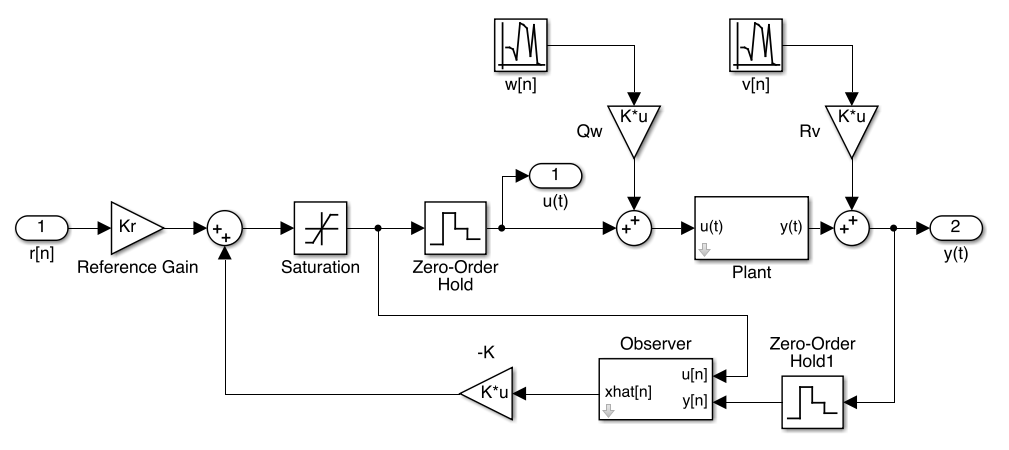 w[n]
v[n]
K*u
Qw
K*u
Rv
1
u(t)
1
r[n]
Kr
Reference Gain
++
Saturation
Zero-Order
Hold
++
u(t)
y(t)
Plant
++
2
y(t)
-K
K*u
Observer
xhat[n]
u[n]
y[n]
Zero-Order
Hold1